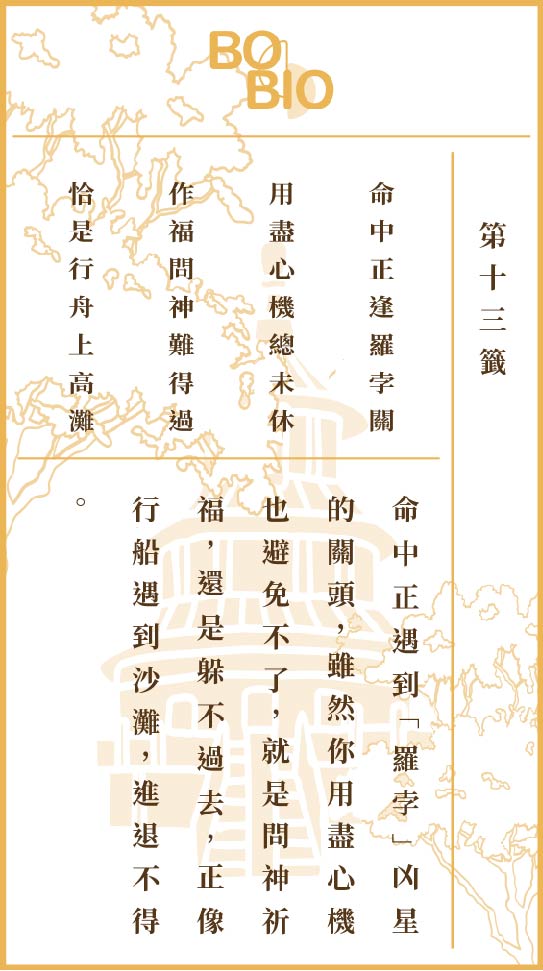 BO
BIO
第十三籤
命中正逢羅孛關
用盡心機總未休
作福問神難得過
恰是行舟上高灘
命中正遇到「羅孛」凶星
的關頭，雖然你用盡心機
也避免不了，就是問神祈
福，還是躲不過去，正像
行船遇到沙灘，進退不得
。